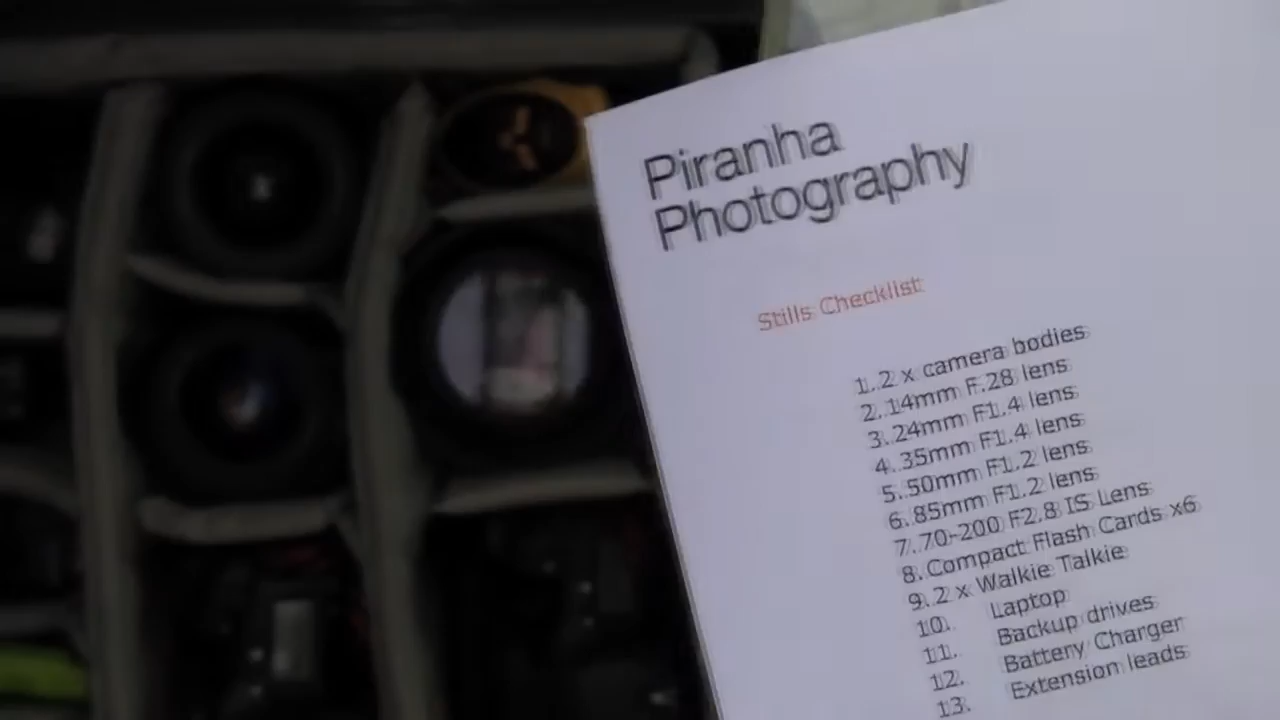 Piranha
Photography
Stills Checklist
1. 2 x camera bodies
2. 14mm F.28 lens
3. 24mm F1.4 lens
4. 35mm F1.4 lens
5. 50mm F1.2 lens
6. 85mm F1.2 lens
7. 70-200 F2.8 IS Lens
8. Compact Flash Cards x6
9. 2 x Walkie Talkie
10. Laptop
11. Backup drives
12. Battery Charger
13. Extension leads